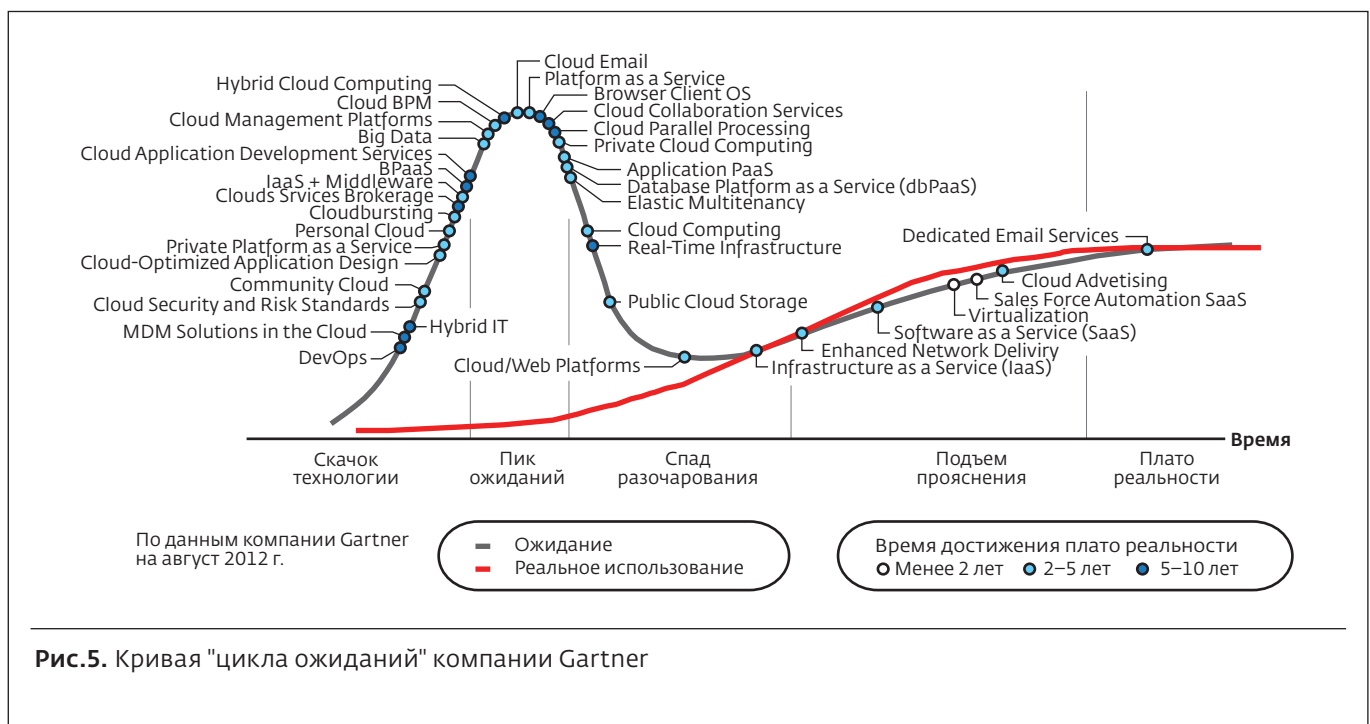 Cloud Email
Platform as a Service
Hybrid Cloud Computing
Browser Client OS
Cloud BPM
Cloud Collaboration Services
Cloud Management Platforms
Cloud Parallel Processing
Big Data
Private Cloud Computing
Cloud Application Development Services
BPaaS
Application PaaS
IaaS + Middleware
Database Platform as a Service (dbPaaS)
Clouds Srvices Brokerage
Elastic Multitenancy
Cloudbursting
Personal Cloud
Cloud Computing
Private Platform as a Service
Real-Time Infrastructure
Cloud-Optimized Application Design
Community Cloud
Cloud Security and Risk Standards
Public Cloud Storage
Hybrid IT
MDM Solutions in the Cloud
DevOps
Cloud/Web Platforms
Dedicated Email Services
Cloud Advetising
Sales Force Automation SaaS
Virtualization
Software as a Service (SaaS)
Enhanced Network Deliviry
Infrastructure as a Service (IaaS)
Время
Скачок
технологии
Пик
ожиданий
Спад
разочарования
Подъем
прояснения
Плато
реальности
По данным компании Gartner
на август 2012 г.
Ожидание
Реальное использование
Время достижения плато реальности
Менее 2 лет 2–5 лет 5–10 лет
Рис.5. Кривая "цикла ожиданий" компании Gartner